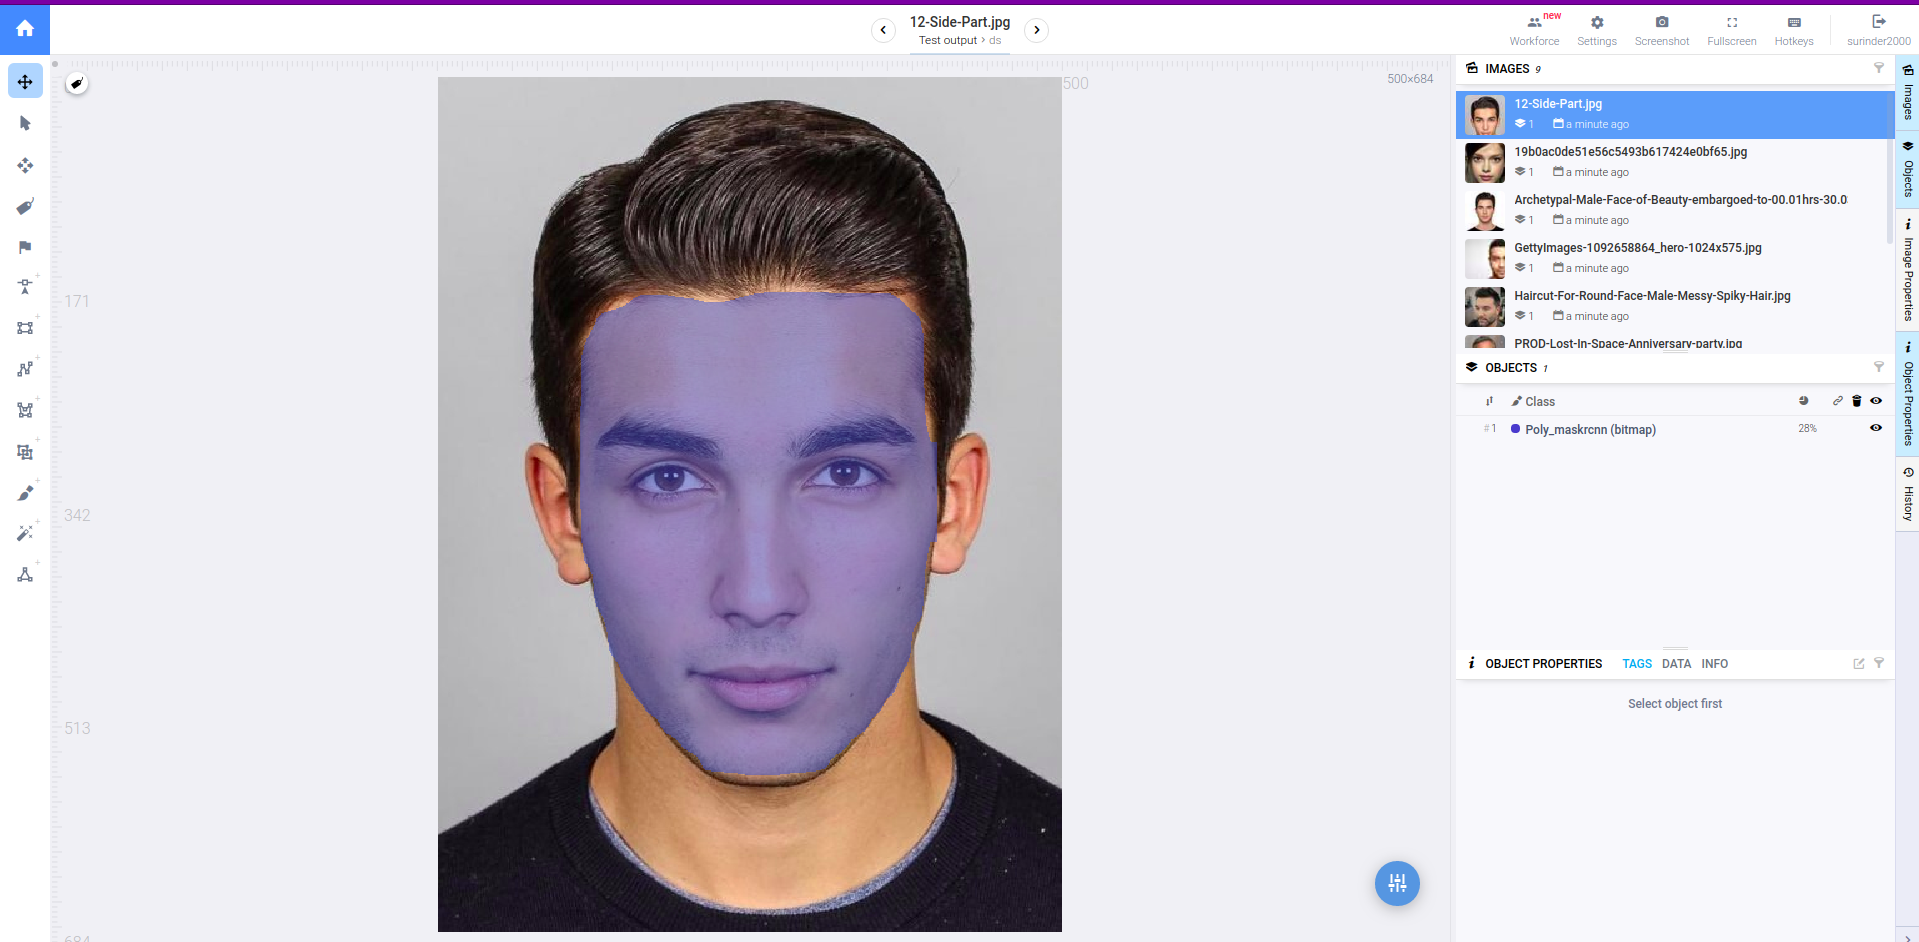 12-Side-Part.jpg
Test output > ds
new
Workforce
Settings
Screenshot
Fullscreen
Hotkeys
surinder2000
500
500×684
171
342
513
684
IMAGES 9
12-Side-Part.jpg
1 a minute ago
19b0ac0de51e56c5493b617424e0bf65.jpg
1 a minute ago
Archetypal-Male-Face-of-Beauty-embargoed-to-00.01hrs-30.0
1 a minute ago
GettyImages-1092658864_hero-1024x575.jpg
1 a minute ago
Haircut-For-Round-Face-Male-Messy-Spiky-Hair.jpg
1 a minute ago
PROD-Lost-In-Space-Anniversary-party.jpg
OBJECTS 1
Class
#1 Poly_maskrcnn (bitmap) 28%
OBJECT PROPERTIES TAGS DATA INFO
Select object first
Images
Objects
Image Properties
Object Properties
History